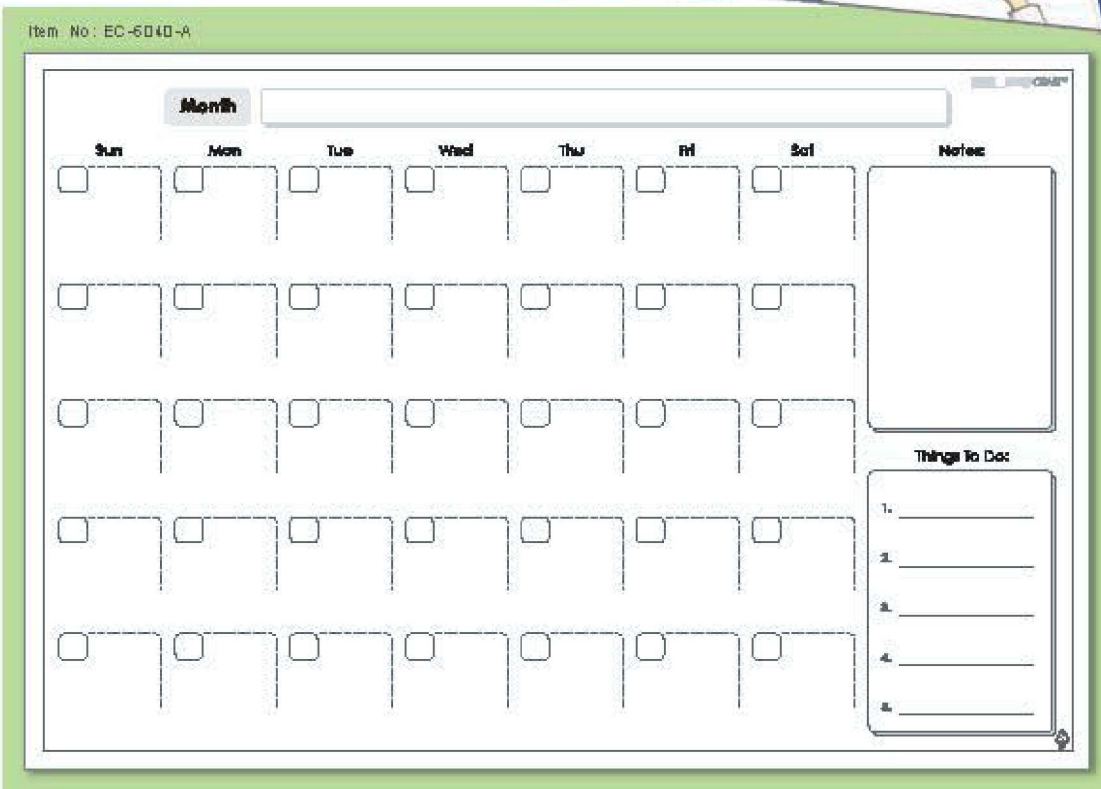 Item No: EC-6040-A
Month
Sun Mon Tue Wed Thu Fri Sat Notes:
Things To Do:
1.
2.
3.
4.
5.